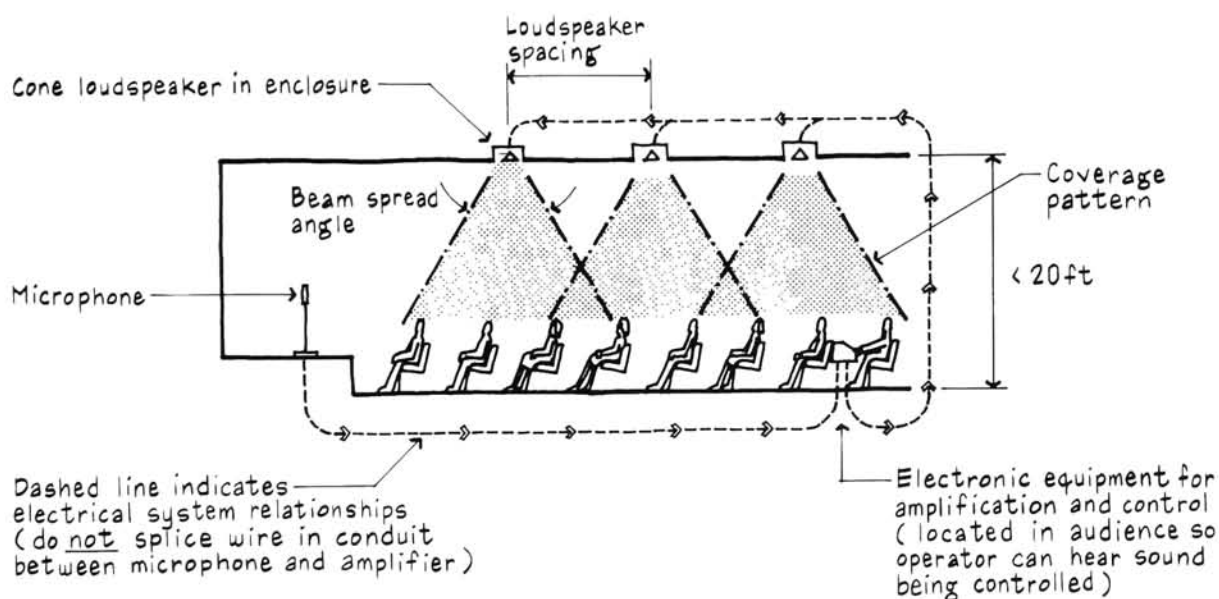 Loudspeaker
spacing
Cone loudspeaker in enclosure
Beam spread
angle
Coverage
pattern
<20ft
Microphone
Dashed line indicates
electrical system relationships
(do not splice wire in conduit
between microphone and amplifier)
Electronic equipment for
amplification and control
(located in audience so
operator can hear sound
being controlled)